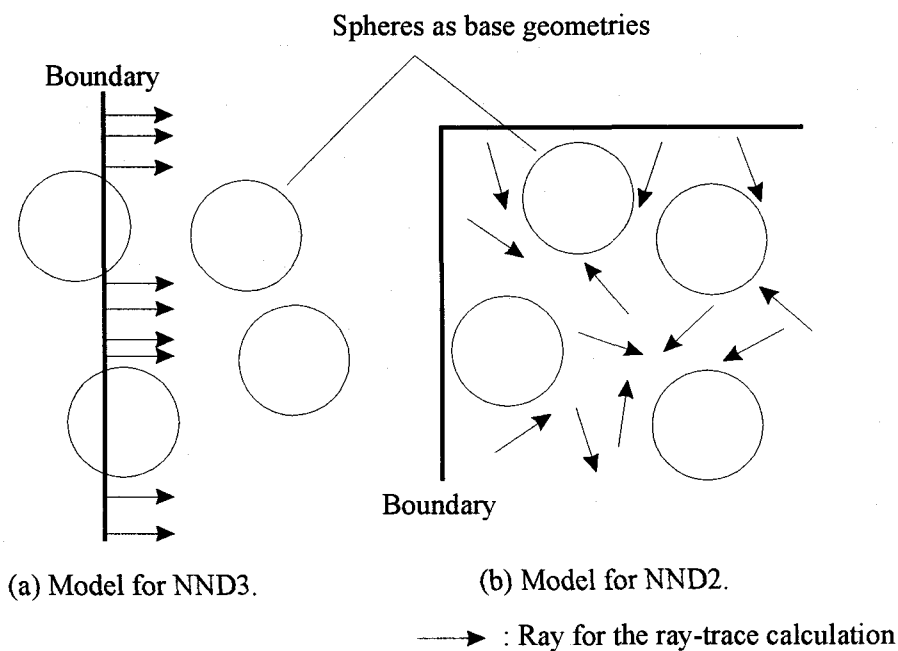 Spheres as base geometries
Boundary
Boundary
(a) Model for NND3.
(b) Model for NND2.
: Ray for the ray-trace calculation